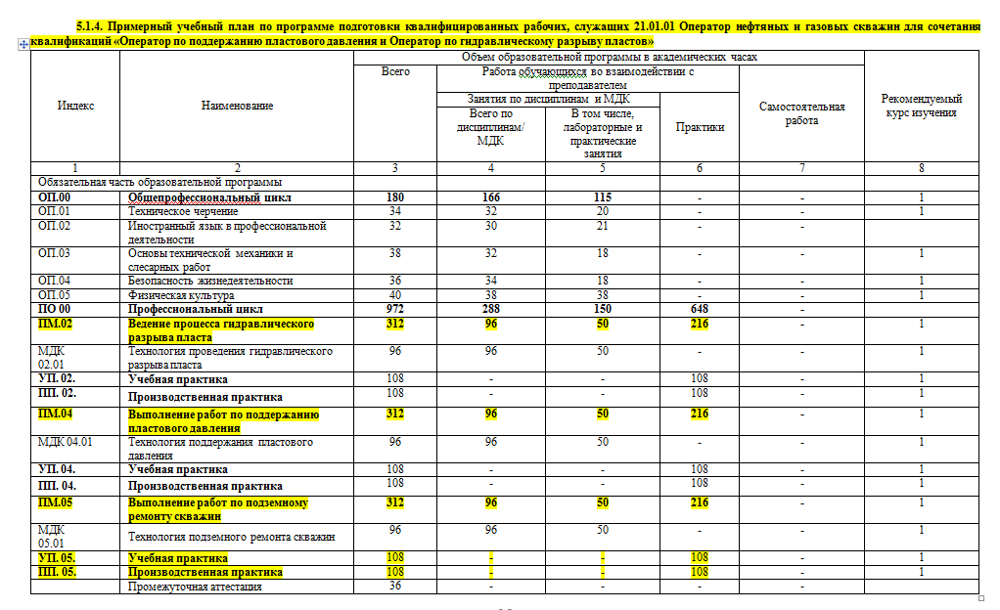 5.1.4. Примерный учебный план по программе подготовки квалифицированных рабочих, служащих 21.01.01 Оператор нефтяных и газовых скважин для сочетания
квалификаций «Оператор по поддержанию пластового давления и Оператор по гидравлическому разрыву пластов»
Индекс Наименование Объем образовательной программы в академических часах Рекомендуемый
курс изучения
Всего Работа обучающихся во взаимодействии с
преподавателем Самостоятельная
работа
Занятия по дисциплинам и МДК Практики
Всего по
дисциплинам/
МДК
В том числе,
лабораторные и
практические
занятия
1 2 3 4 5 6 7 8
Обязательная часть образовательной программы
ОП.00 Общепрофессиональный цикл 180 166 115 - - 1
ОП.01 Техническое черчение 34 32 20 - - 1
ОП.02 Иностранный язык в профессиональной 32 30 21 - -
деятельности
ОП.03 Основы технической механики и 38 32 18 - - 1
слесарных работ
ОП.04 Безопасность жизнедеятельности 36 34 18 - - 1
ОП.05 Физическая культура 40 38 38 - - 1
ПО 00 Профессиональный цикл 972 288 150 648 -
ПМ.02 Ведение процесса гидравлического 312 96 50 216 - 1
разрыва пласта
МДК Технология проведения гидравлического 96 96 50 - - 1
02.01 разрыва пласта
УП. 02. Учебная практика 108 - - 108 - 1
ПП. 02. Производственная практика 108 - - 108 - 1
ПМ.04 Выполнение работ по поддержанию 312 96 50 216 - 1
пластового давления
МДК 04.01 Технология поддержания пластового 96 96 50 - - 1
давления
УП. 04. Учебная практика 108 - - 108 - 1
ПП. 04. Производственная практика 108 - - 108 - 1
ПМ.05 Выполнение работ по подземному 312 96 50 216 - 1
ремонту скважин
МДК
05.01 Технология подземного ремонта скважин 96 96 50 - - 1
УП. 05. Учебная практика 108 - - 108 - 1
ПП. 05. Производственная практика 108 - - 108 - 1
Промежуточная аттестация 36 - - - -